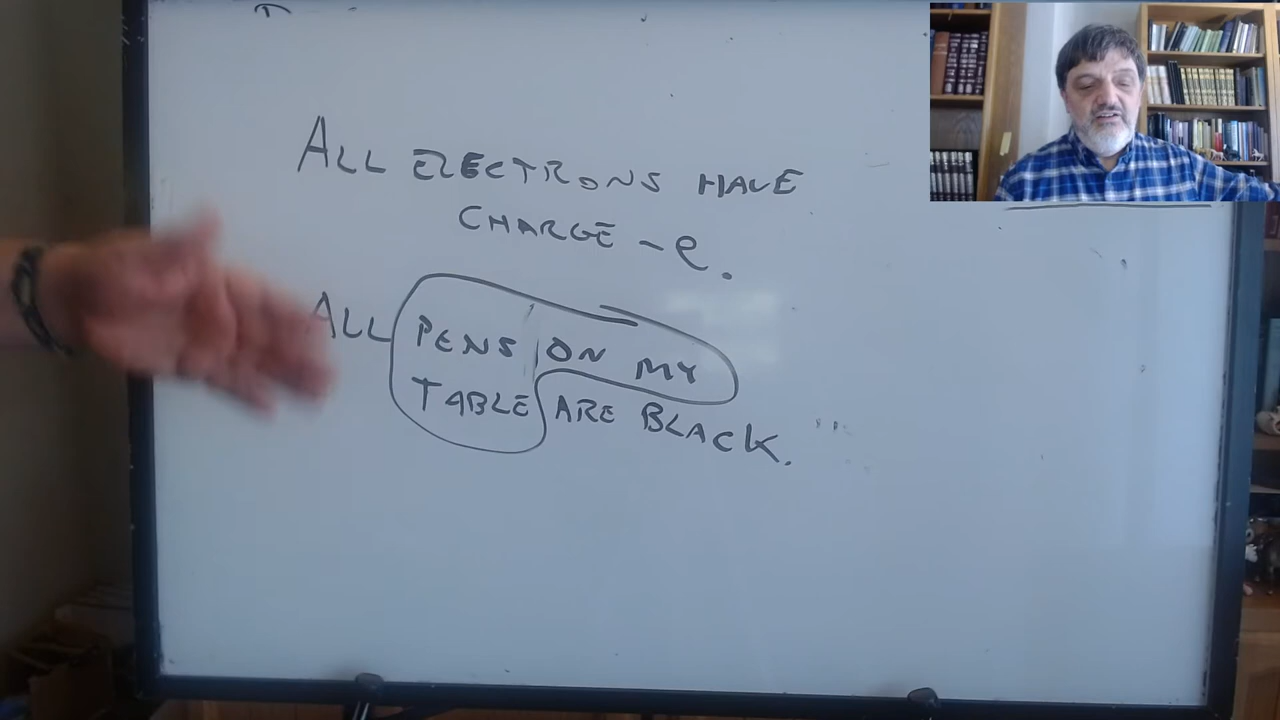 ALL ELECTRONS HAVE
CHARGE -e.
ALL PENS ON MY
TABLE ARE BLACK.